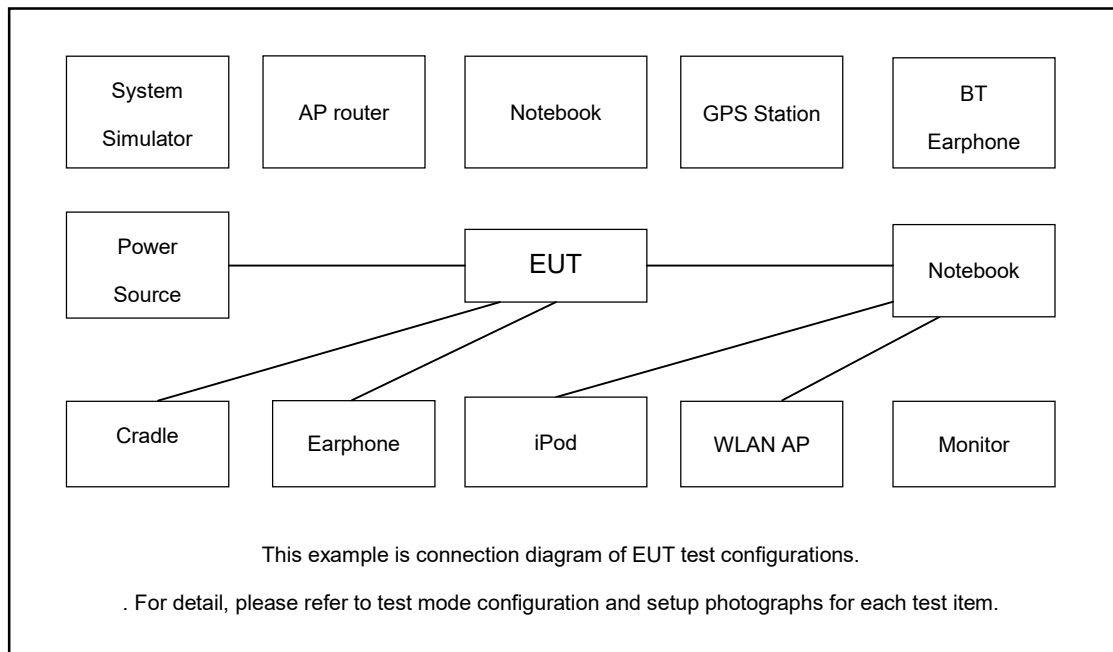 System
Simulator
AP router
Notebook
GPS Station
BT
Earphone
Power
Source
EUT
Notebook
Cradle
Earphone
iPod
WLAN AP
Monitor
This example is connection diagram of EUT test configurations.
. For detail, please refer to test mode configuration and setup photographs for each test item.